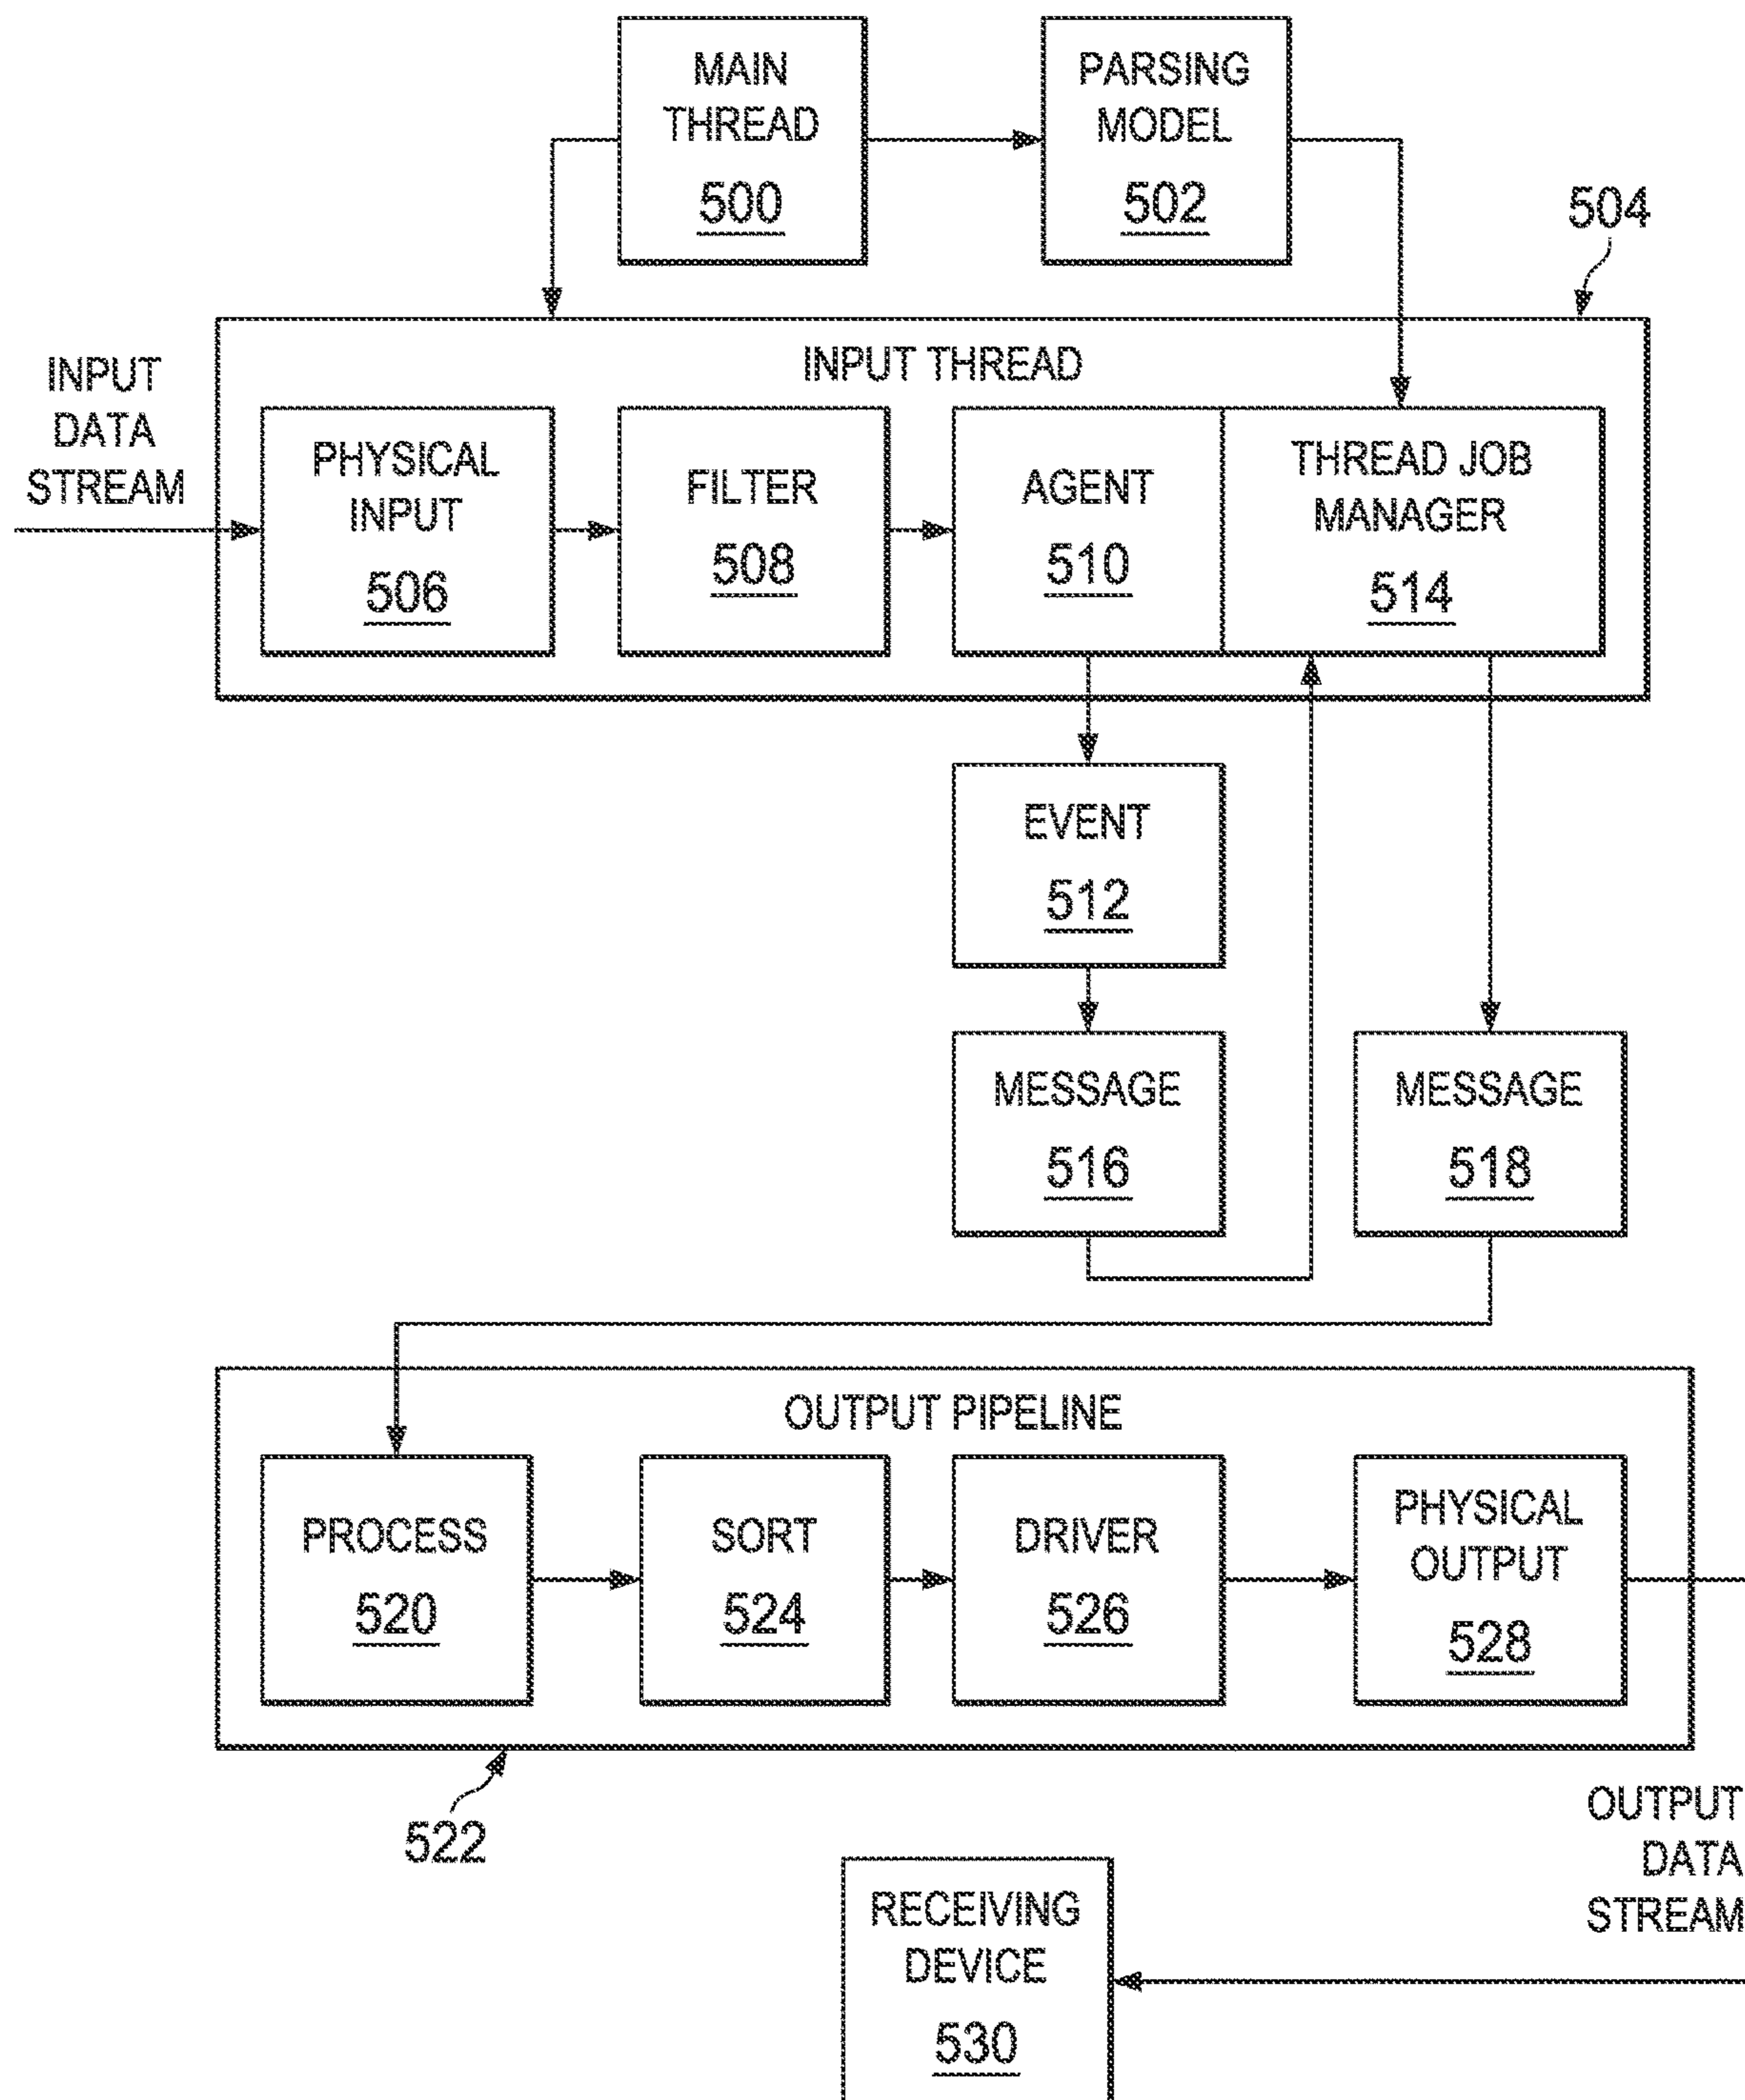 MAIN
THREAD
500
PARSING
MODEL
502
504
INPUT THREAD
INPUT
DATA
STREAM
PHYSICAL
INPUT
506
FILTER
508
AGENT
510
THREAD JOB
MANAGER
514
EVENT
512
MESSAGE
516
MESSAGE
518
OUTPUT PIPELINE
PROCESS
520
SORT
524
DRIVER
526
PHYSICAL
OUTPUT
528
522
OUTPUT
DATA
STREAM
RECEIVING
DEVICE
530